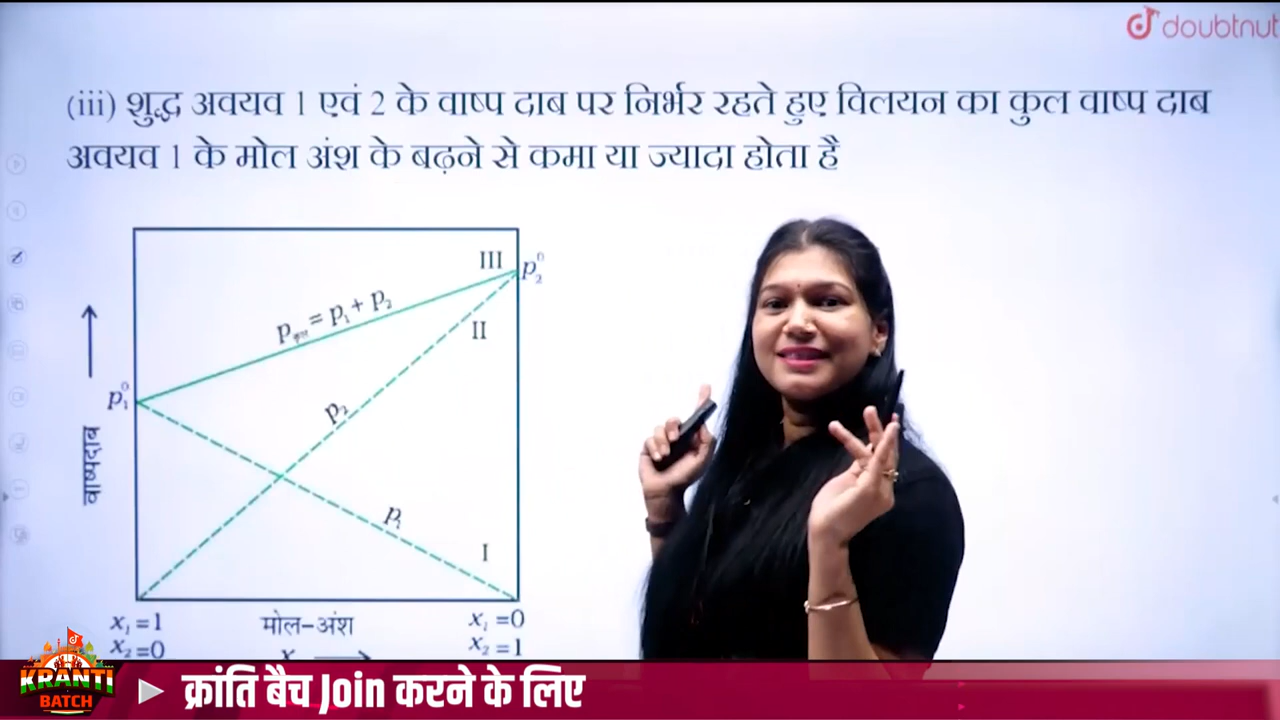 doubtnut
(iii) शुद्ध अवयव 1 एवं 2 के वाष्प दाब पर निर्भर रहते हुए विलयन का कुल वाष्प दाब
अवयव 1 के मोल अंश के बढ़ने से कमा या ज्यादा होता है
III
p₂⁰
p कुल = p₁ + p₂
II
p₁⁰
p₂
वाष्पदाब
p₁
I
x₁=1 मोल-अंश x₁=0
x₂=0 x₂=1
KRANTI
BATCH
क्रांति बैच Join करने के लिए